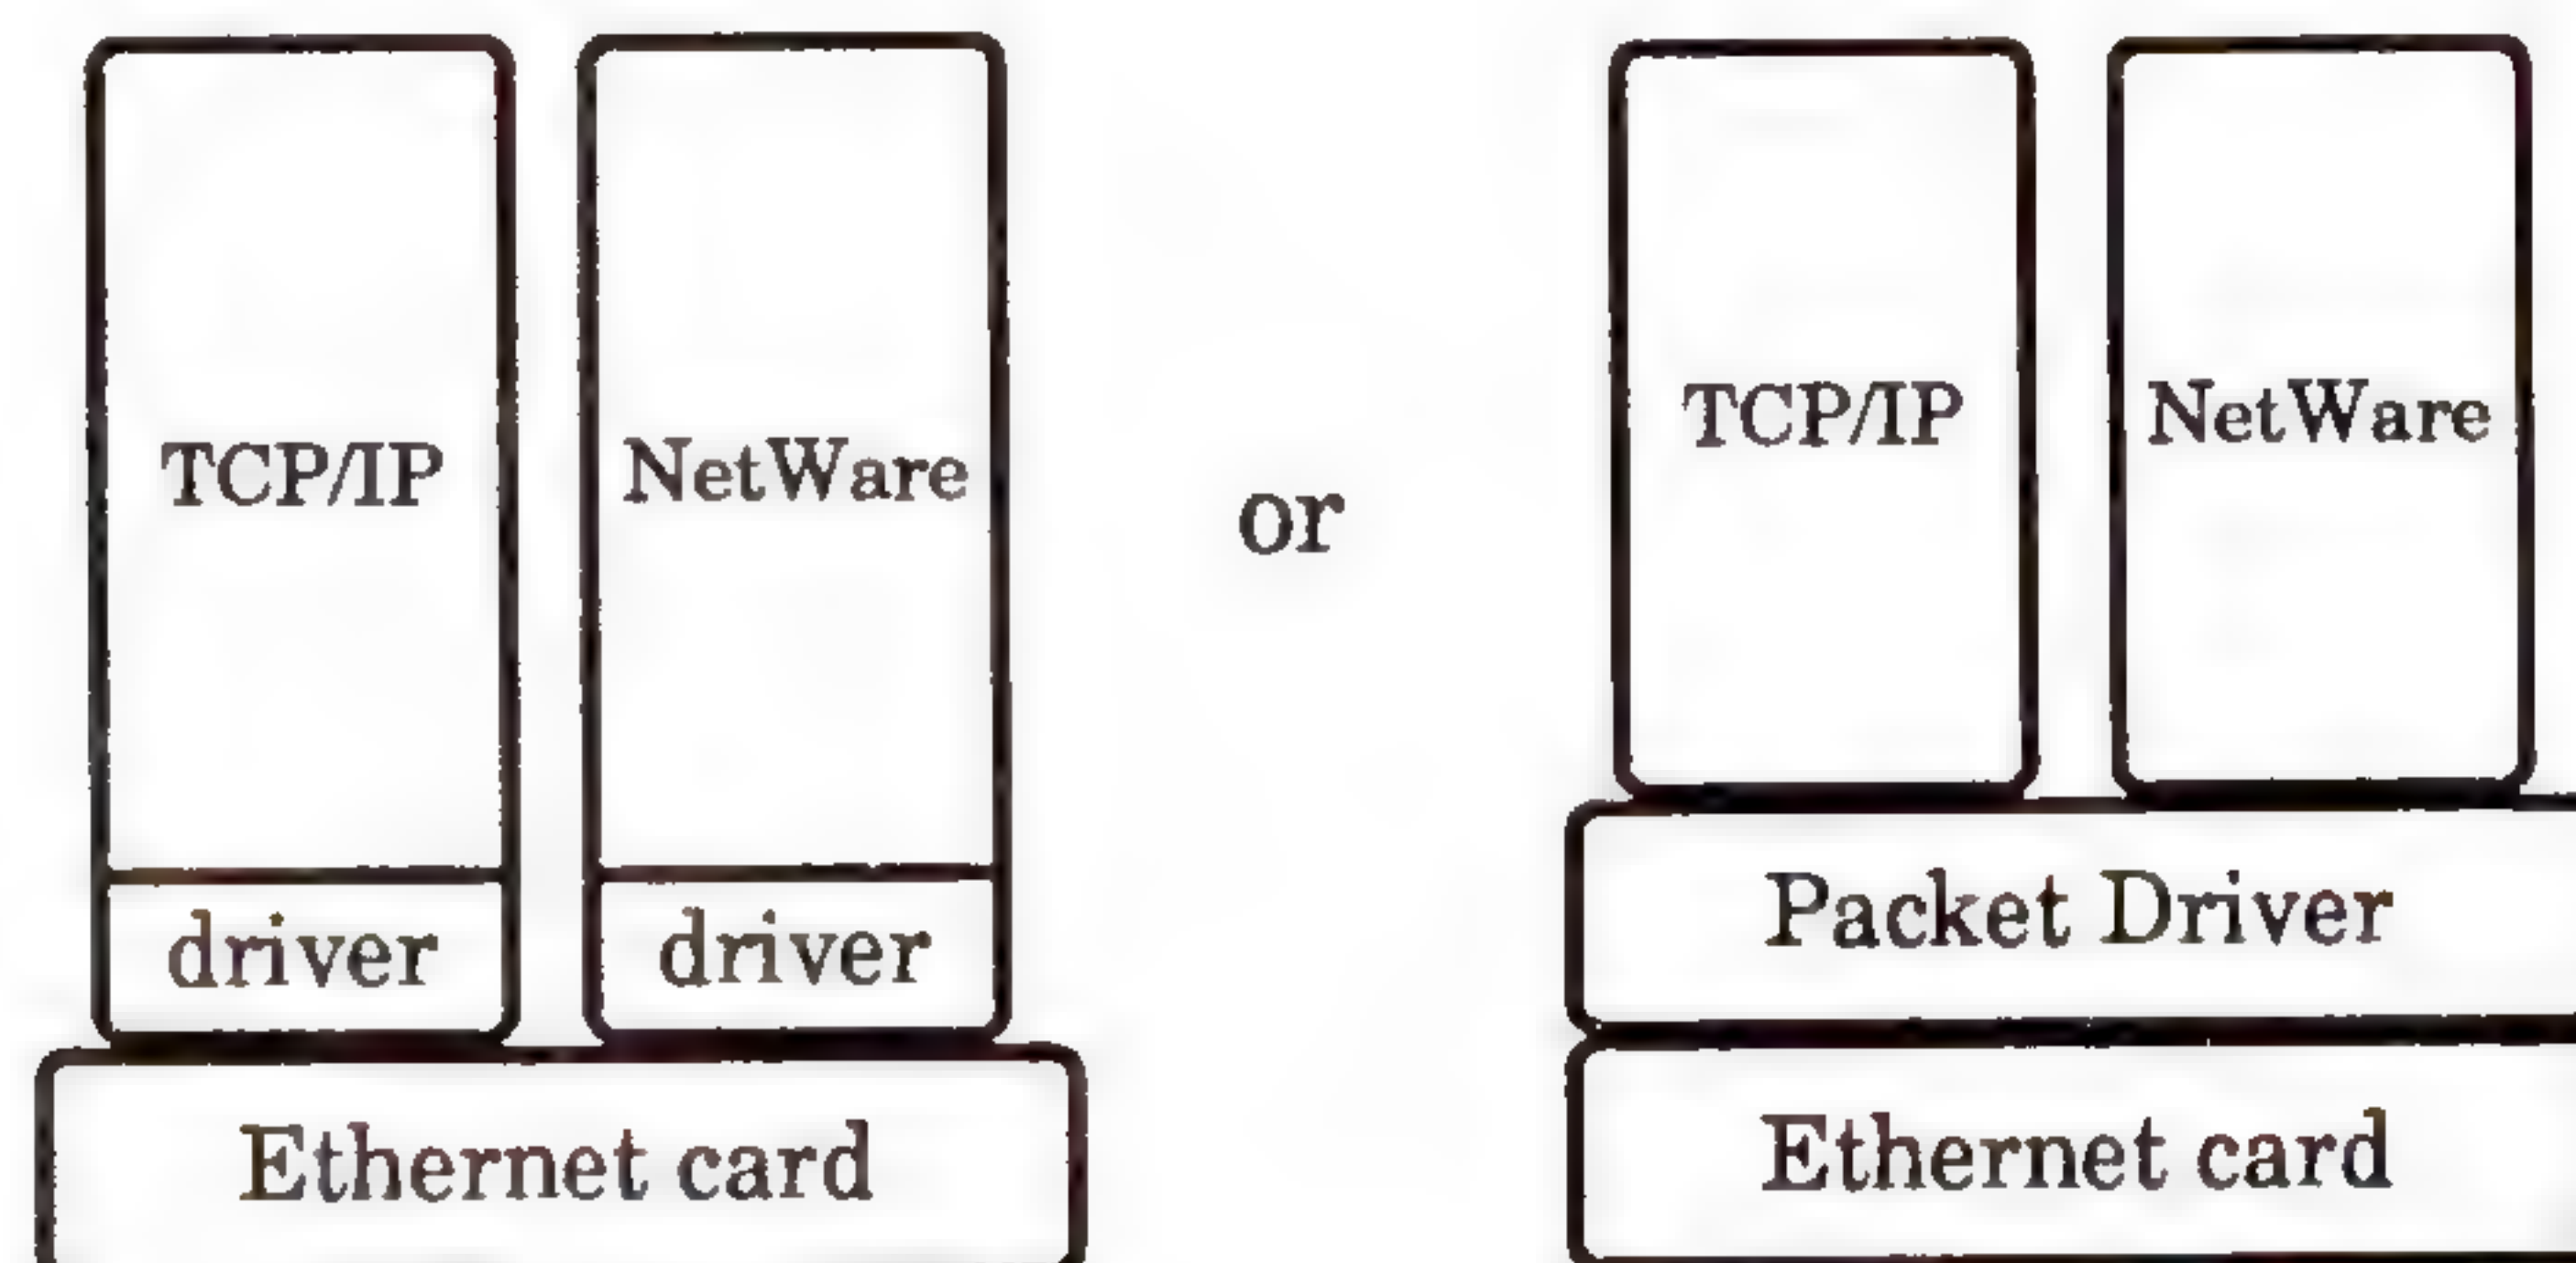 TCP/IP
NetWare
driver
driver
Ethernet card
or
TCP/IP
NetWare
Packet Driver
Ethernet card